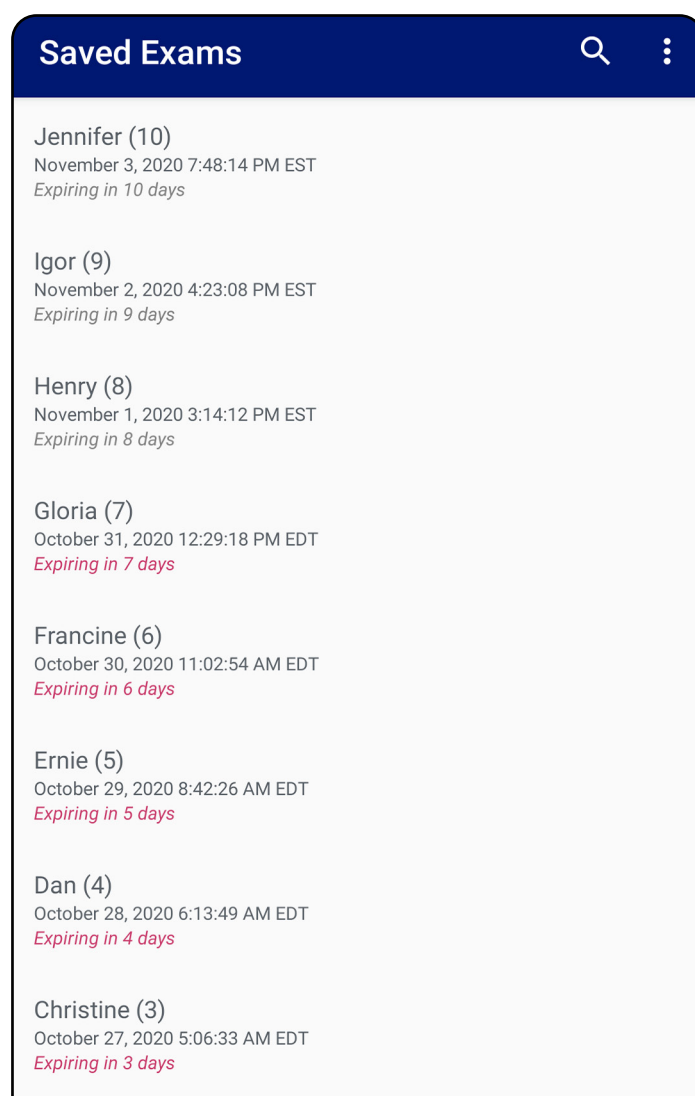 Saved Exams
Jennifer (10)
November 3, 2020 7:48:14 PM EST
Expiring in 10 days
Igor (9)
November 2, 2020 4:23:08 PM EST
Expiring in 9 days
Henry (8)
November 1, 2020 3:14:12 PM EST
Expiring in 8 days
Gloria (7)
October 31, 2020 12:29:18 PM EDT
Expiring in 7 days
Francine (6)
October 30, 2020 11:02:54 AM EDT
Expiring in 6 days
Ernie (5)
October 29, 2020 8:42:26 AM EDT
Expiring in 5 days
Dan (4)
October 28, 2020 6:13:49 AM EDT
Expiring in 4 days
Christine (3)
October 27, 2020 5:06:33 AM EDT
Expiring in 3 days